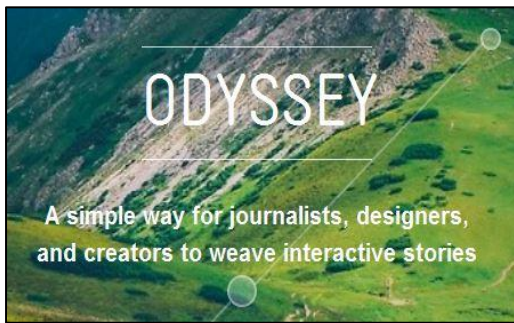 ODYSSEY
A simple way for journalists, designers,
and creators to weave interactive stories